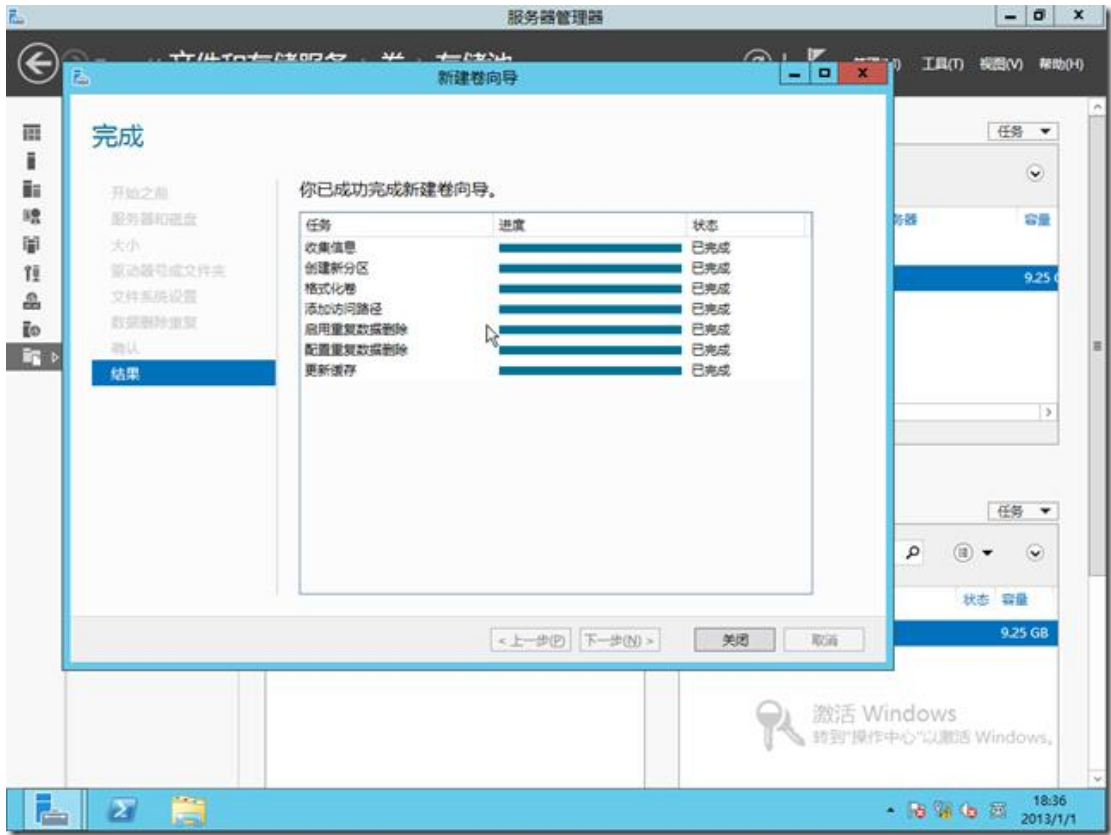 服务器管理器
工具(T) 视图(V) 帮助(H)
新建卷向导
完成
任务
开始之前
服务器和磁盘
大小
驱动器号或文件夹
文件系统设置
数据删除重复
确认
结果
你已成功完成新建卷向导。
任务 进度 状态
收集信息 已完成
创建新分区 已完成
格式化卷 已完成
添加访问路径 已完成
启用重复数据删除 已完成
配置重复数据删除 已完成
更新缓存 已完成
容量
9.25
任务
状态 容量
9.25 GB
< 上一步(P) 下一步(N) > 关闭 取消
激活 Windows
转到"操作中心"以激活 Windows。
18:36
2013/1/1